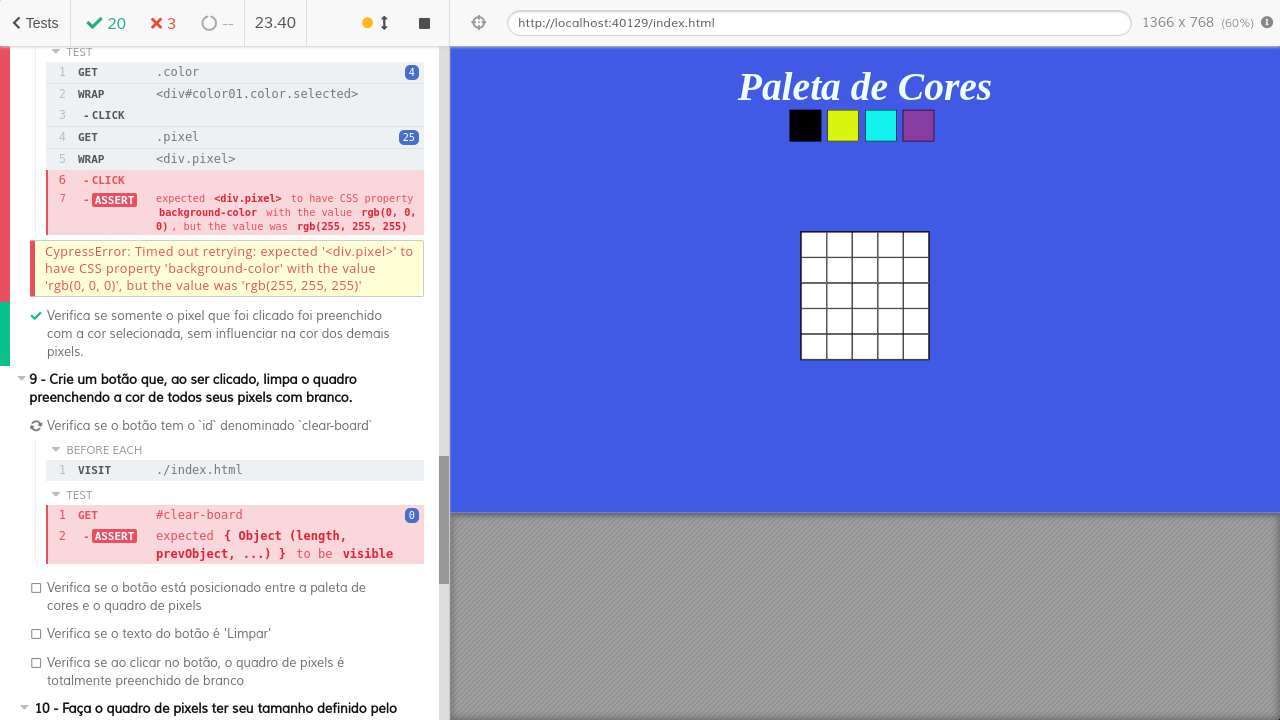 Tests 20 3 -- 23.40
http://localhost:40129/index.html 1366 x 768 (60%)
TEST
1 GET .color 4
2 WRAP <div#color01.color.selected>
3 - CLICK
4 GET .pixel 25
5 WRAP <div.pixel>
6 - CLICK
7 - ASSERT expected <div.pixel> to have CSS property
background-color with the value rgb(0, 0,
0) , but the value was rgb(255, 255, 255)
CypressError: Timed out retrying: expected '<div.pixel>' to
have CSS property 'background-color' with the value
'rgb(0, 0, 0)', but the value was 'rgb(255, 255, 255)'
Verifica se somente o pixel que foi clicado foi preenchido
com a cor selecionada, sem influenciar na cor dos demais
pixels.
9 - Crie um botão que, ao ser clicado, limpa o quadro
preenchendo a cor de todos seus pixels com branco.
Verifica se o botão tem o `id` denominado `clear-board`
BEFORE EACH
1 VISIT ./index.html
TEST
1 GET #clear-board 0
2 - ASSERT expected { Object (length,
prevObject, ...) } to be visible
Verifica se o botão está posicionado entre a paleta de
cores e o quadro de pixels
Verifica se o texto do botão é 'Limpar'
Verifica se ao clicar no botão, o quadro de pixels é
totalmente preenchido de branco
10 - Faça o quadro de pixels ter seu tamanho definido pelo
Paleta de Cores